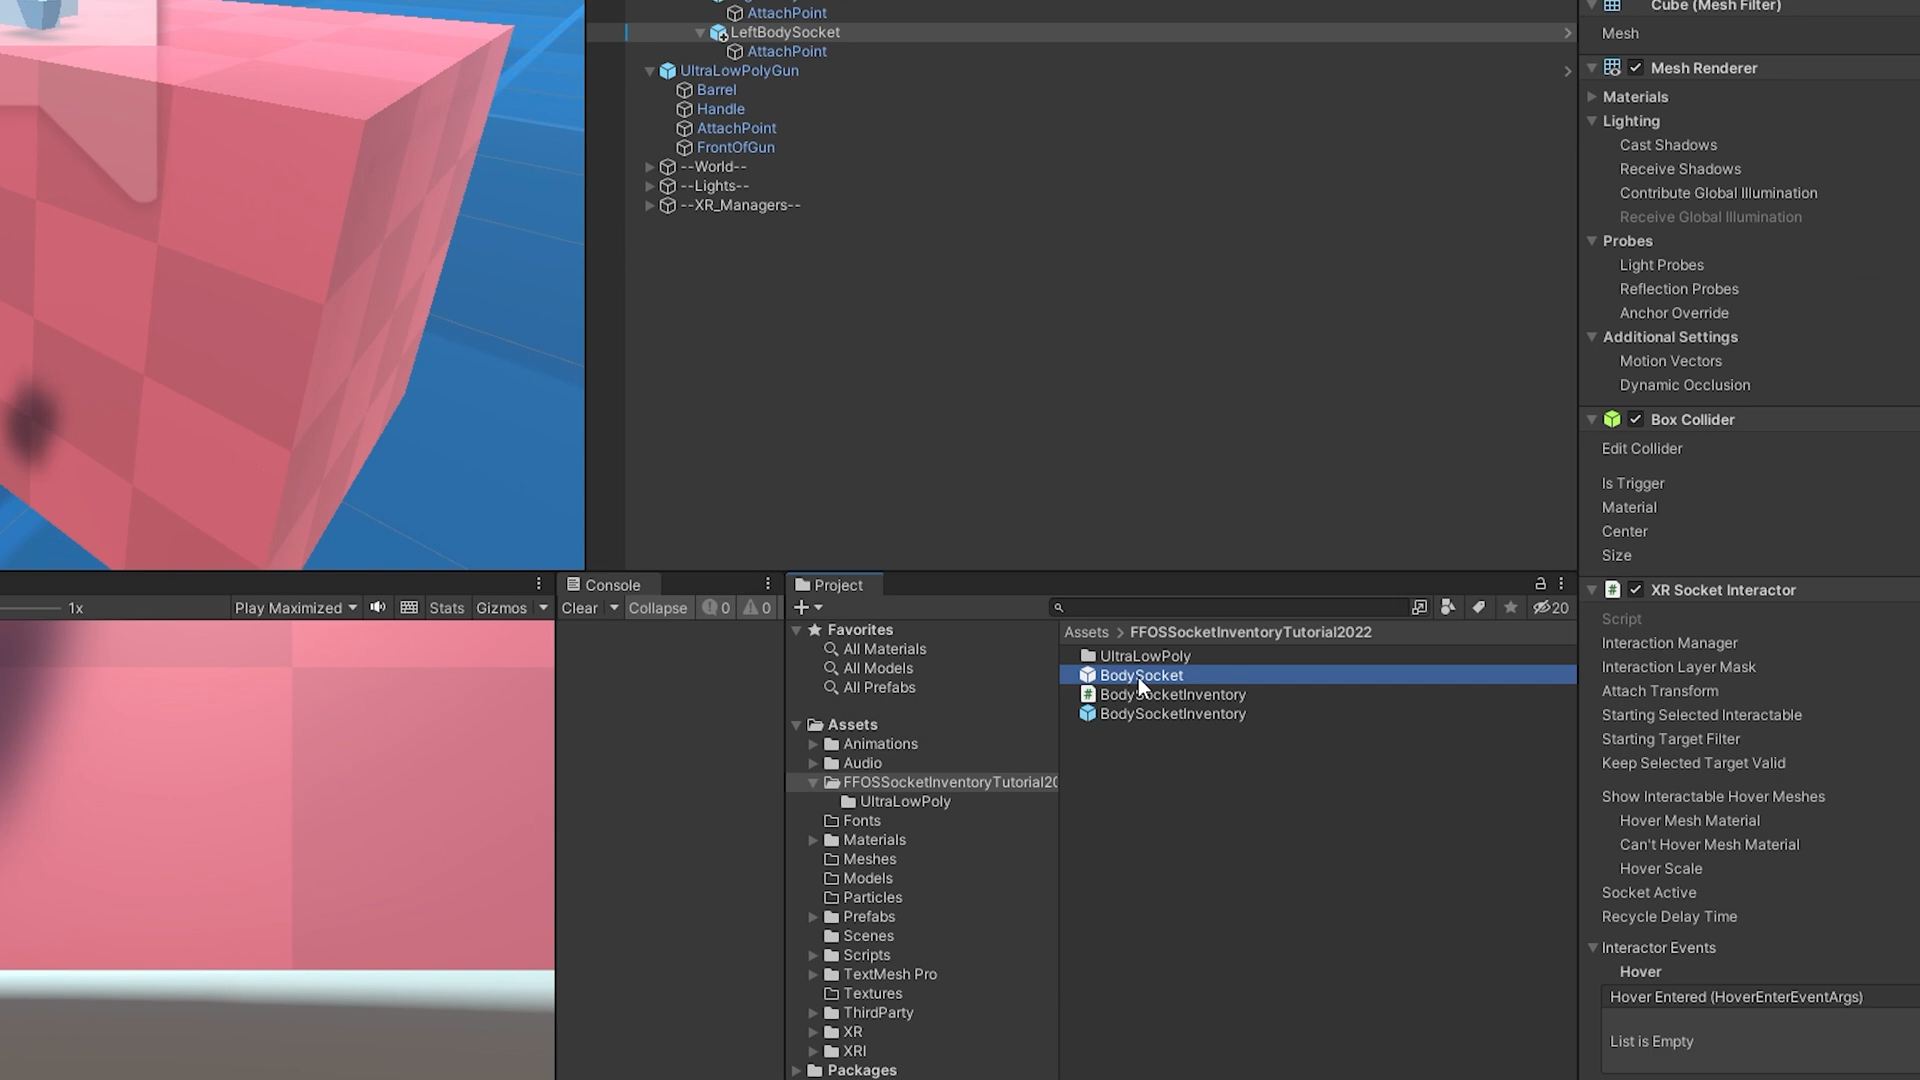 AttachPoint
LeftBodySocket
AttachPoint
UltraLowPolyGun
Barrel
Handle
AttachPoint
FrontOfGun
--World--
--Lights--
--XR_Managers--
1x
Play Maximized
Stats
Gizmos
Console
Clear
Collapse
0
0
Project
20
Favorites
All Materials
All Models
All Prefabs
Assets
Animations
Audio
FFOSSocketInventoryTutorial20
UltraLowPoly
Fonts
Materials
Meshes
Models
Particles
Prefabs
Scenes
Scripts
TextMesh Pro
Textures
ThirdParty
XR
XRI
Packages
Assets > FFOSSocketInventoryTutorial2022
UltraLowPoly
BodySocket
BodySocketInventory
BodySocketInventory
Cube (Mesh Filter)
Mesh
Mesh Renderer
Materials
Lighting
Cast Shadows
Receive Shadows
Contribute Global Illumination
Receive Global Illumination
Probes
Light Probes
Reflection Probes
Anchor Override
Additional Settings
Motion Vectors
Dynamic Occlusion
Box Collider
Edit Collider
Is Trigger
Material
Center
Size
XR Socket Interactor
Script
Interaction Manager
Interaction Layer Mask
Attach Transform
Starting Selected Interactable
Starting Target Filter
Keep Selected Target Valid
Show Interactable Hover Meshes
Hover Mesh Material
Can't Hover Mesh Material
Hover Scale
Socket Active
Recycle Delay Time
Interactor Events
Hover
Hover Entered (HoverEnterEventArgs)
List is Empty